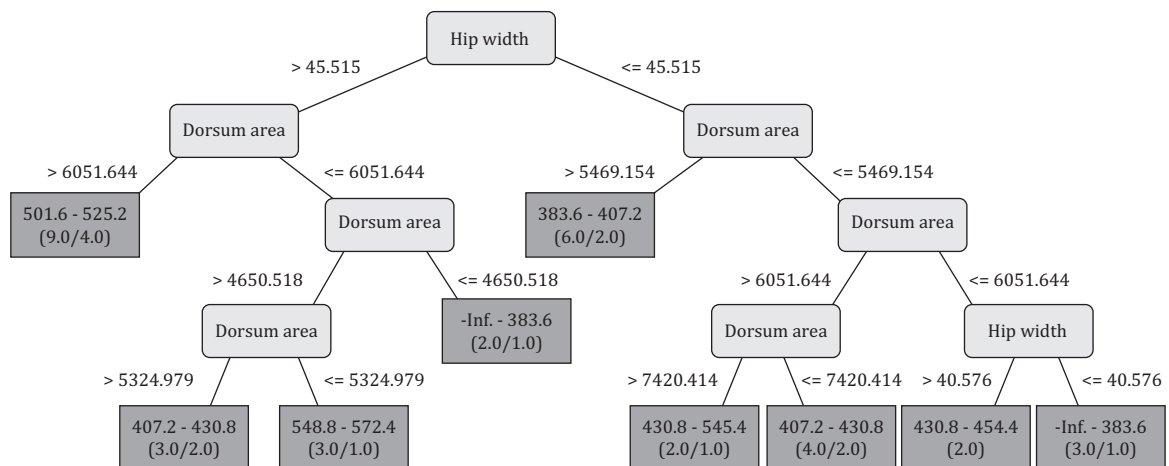 Hip width
> 45.515
<= 45.515
Dorsum area
Dorsum area
> 6051.644
<= 6051.644
> 5469.154
<= 5469.154
501.6 - 525.2
(9.0/4.0)
Dorsum area
383.6 - 407.2
(6.0/2.0)
Dorsum area
> 4650.518
<= 4650.518
> 6051.644
<= 6051.644
Dorsum area
-Inf. - 383.6
(2.0/1.0)
Dorsum area
Hip width
> 5324.979
<= 5324.979
> 7420.414
<= 7420.414
> 40.576
<= 40.576
407.2 - 430.8
(3.0/2.0)
548.8 - 572.4
(3.0/1.0)
430.8 - 545.4
(2.0/1.0)
407.2 - 430.8
(4.0/2.0)
430.8 - 454.4
(2.0)
-Inf. - 383.6
(3.0/1.0)